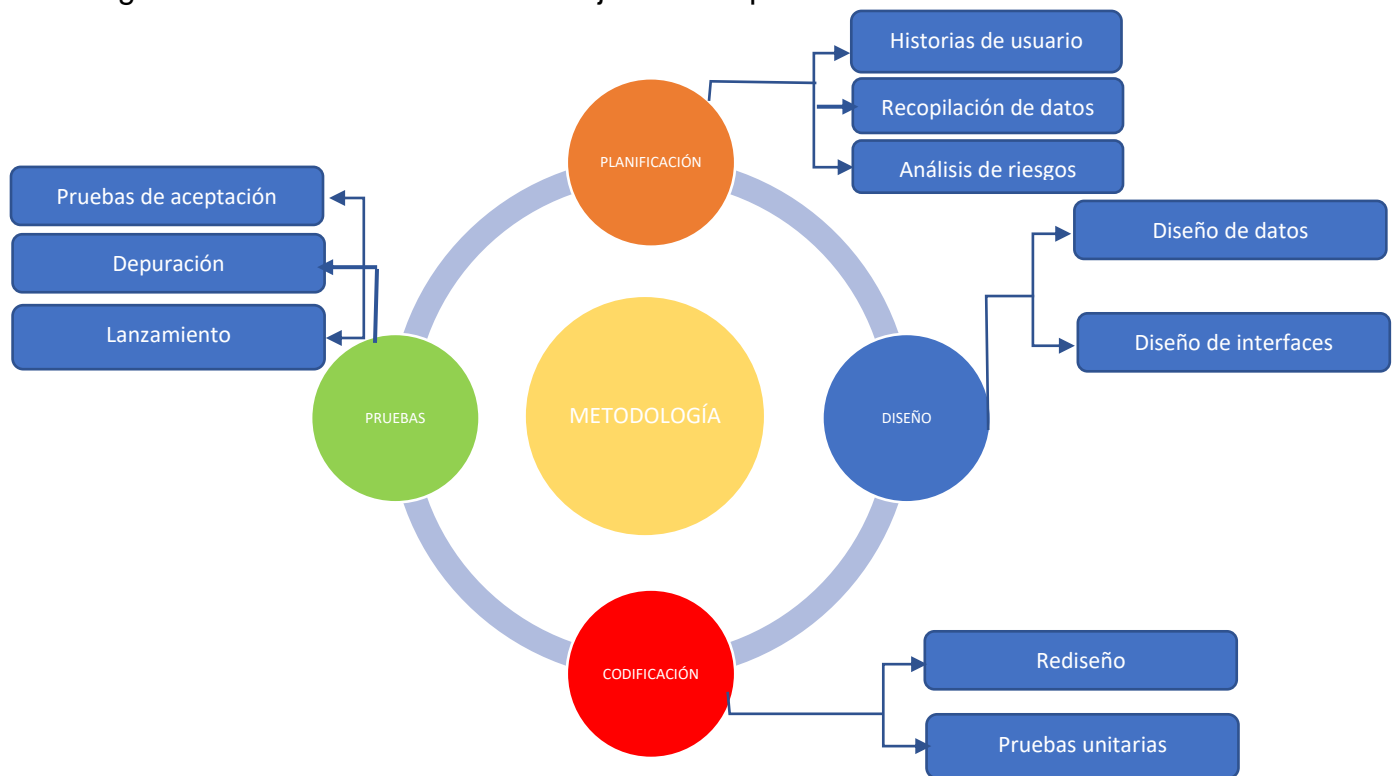 Historias de usuario
Recopilación de datos
PLANIFICACIÓN
Análisis de riesgos
Pruebas de aceptación
Depuración
Lanzamiento
Diseño de datos
Diseño de interfaces
PRUEBAS
METODOLOGÍA
DISEÑO
CODIFICACIÓN
Rediseño
Pruebas unitarias